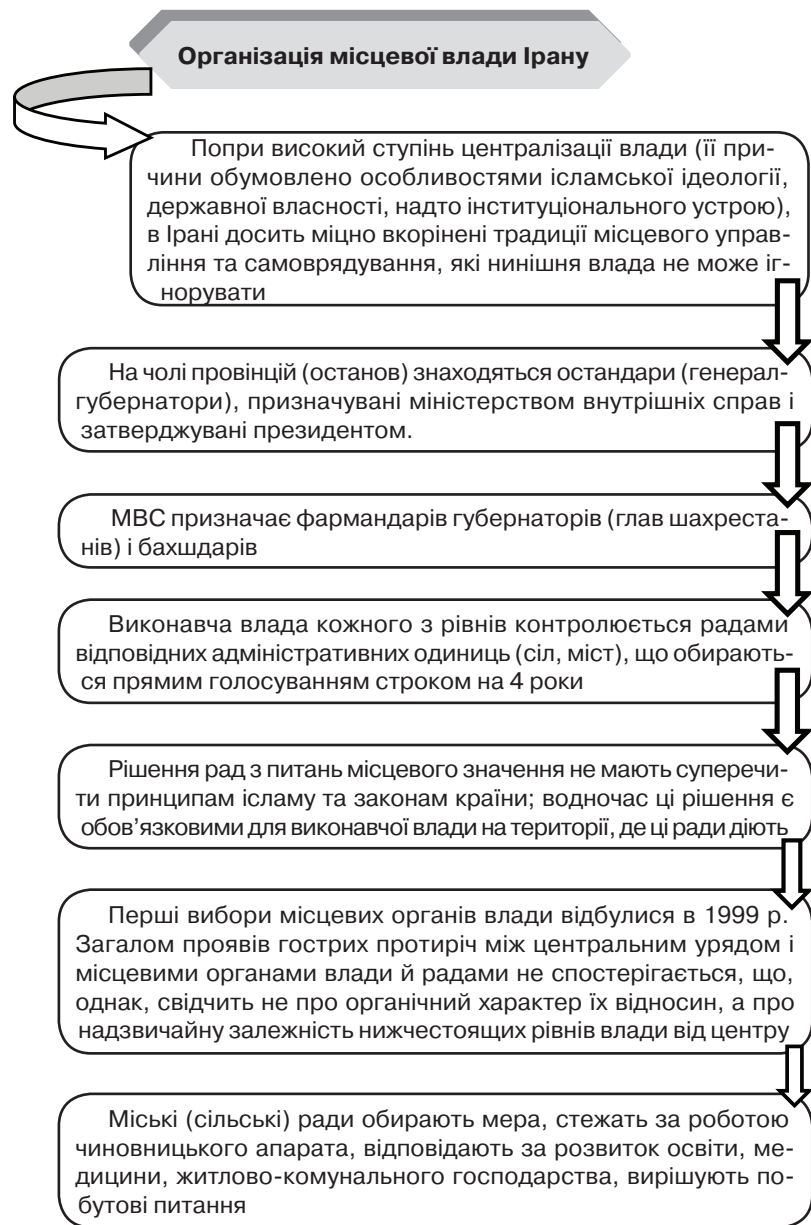 Організація місцевої влади Ірану
Попри високий ступінь централізації влади (її при-
чини обумовлено особливостями ісламської ідеології,
державної власності, надто інституціонального устрою),
в Ірані досить міцно вкорінені традиції місцевого управ-
ління та самоврядування, які нинішня влада не може іг-
норувати
На чолі провінцій (останов) знаходяться остандари (генерал-
губернатори), призначувані міністерством внутрішніх справ і
затверджувані президентом.
МВС призначає фармандарів губернаторів (глав шахреста-
нів) і бахшдарів
Виконавча влада кожного з рівнів контролюється радами
відповідних адміністративних одиниць (сіл, міст), що обирають-
ся прямим голосуванням строком на 4 роки
Рішення рад з питань місцевого значення не мають суперечи-
ти принципам ісламу та законам країни; водночас ці рішення є
обов’язковими для виконавчої влади на території, де ці ради діють
Перші вибори місцевих органів влади відбулися в 1999 р.
Загалом проявів гострих протиріч між центральним урядом і
місцевими органами влади й радами не спостерігається, що,
однак, свідчить не про органічний характер їх відносин, а про
надзвичайну залежність нижчестоящих рівнів влади від центру
Міські (сільські) ради обирають мера, стежать за роботою
чиновницького апарата, відповідають за розвиток освіти, ме-
дицини, житлово-комунального господарства, вирішують по-
бутові питання